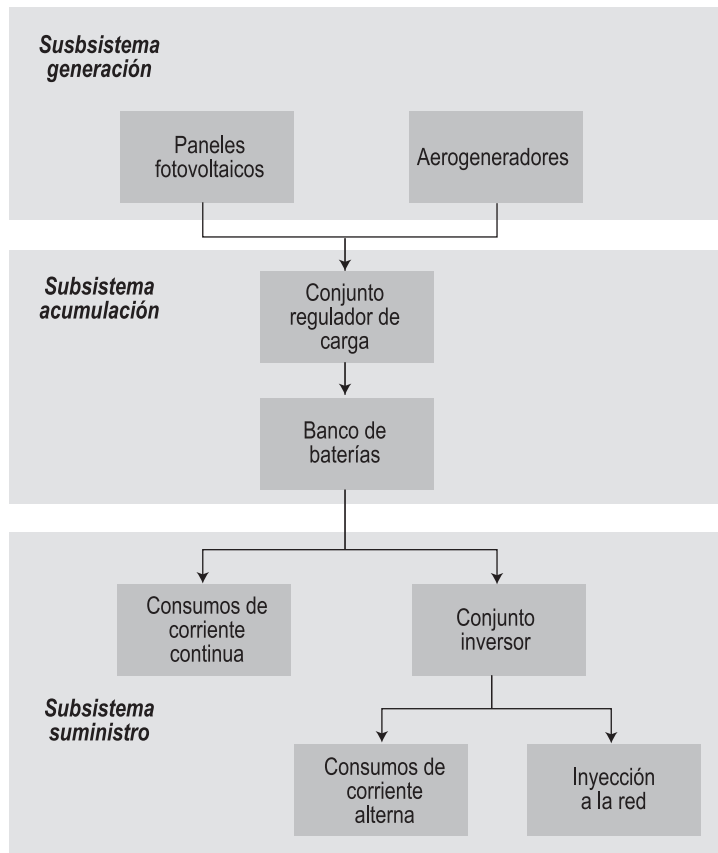 Susbsistema
generación
Paneles
fotovoltaicos
Aerogeneradores
Subsistema
acumulación
Conjunto
regulador de
carga
Banco de
baterías
Consumos de
corriente
continua
Conjunto
inversor
Subsistema
suministro
Consumos de
corriente
alterna
Inyección
a la red